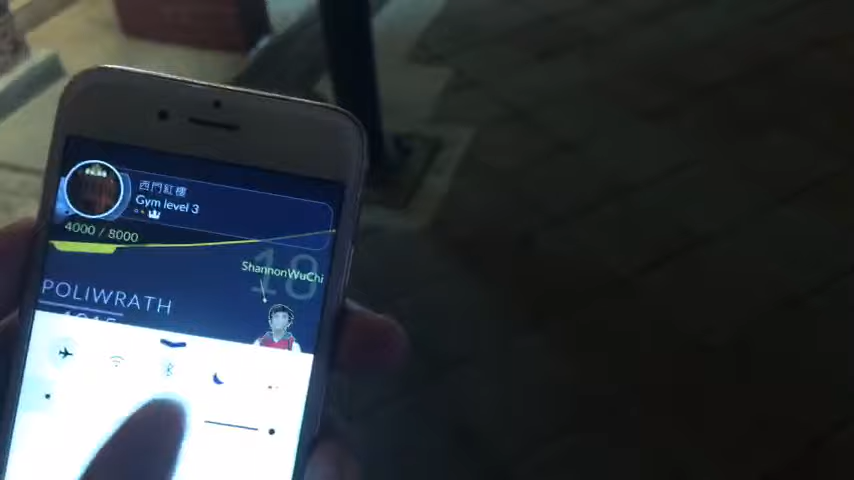 西門紅樓
Gym level 3
4000 / 8000
18
ShannonWuChi
POLIWRATH